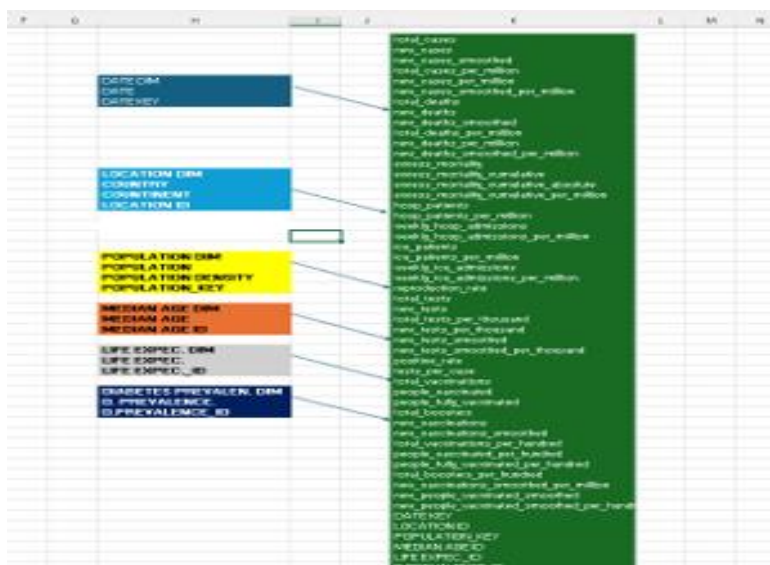 F G H I J K L M N
DATE DIM
DATE
DATEKEY
LOCATION DIM
COUNTRY
COUNTINENT
LOCATION ID
POPULATION DIM
POPULATION
POPULATION DENSITY
POPULATION_KEY
MEDIAN AGE DIM
MEDIAN AGE
MEDIAN AGE ID
LIFE EXPEC. DIM
LIFE EXPEC.
LIFE EXPEC._ID
DIABETES PREVALEN. DIM
D. PREVALENCE.
D.PREVALENCE_ID
total_cases
new_cases
new_cases_smoothed
total_cases_per_million
new_cases_per_million
new_cases_smoothed_per_million
total_deaths
new_deaths
new_deaths_smoothed
total_deaths_per_million
new_deaths_per_million
new_deaths_smoothed_per_million
excess_mortality
excess_mortality_cumulative
excess_mortality_cumulative_absolute
excess_mortality_cumulative_per_million
hosp_patients
hosp_patients_per_million
weekly_hosp_admissions
weekly_hosp_admissions_per_million
icu_patients
icu_patients_per_million
weekly_icu_admissions
weekly_icu_admissions_per_million
reproduction_rate
total_tests
new_tests
total_tests_per_thousand
new_tests_per_thousand
new_tests_smoothed
new_tests_smoothed_per_thousand
positive_rate
tests_per_case
total_vaccinations
people_vaccinated
people_fully_vaccinated
total_boosters
new_vaccinations
new_vaccinations_smoothed
total_vaccinations_per_hundred
people_vaccinated_per_hundred
people_fully_vaccinated_per_hundred
total_boosters_per_hundred
new_vaccinations_smoothed_per_million
new_people_vaccinated_smoothed
new_people_vaccinated_smoothed_per_hund
DATEKEY
LOCATION ID
POPULATION_KEY
MEDIAN AGE ID
LIFE EXPEC._ID